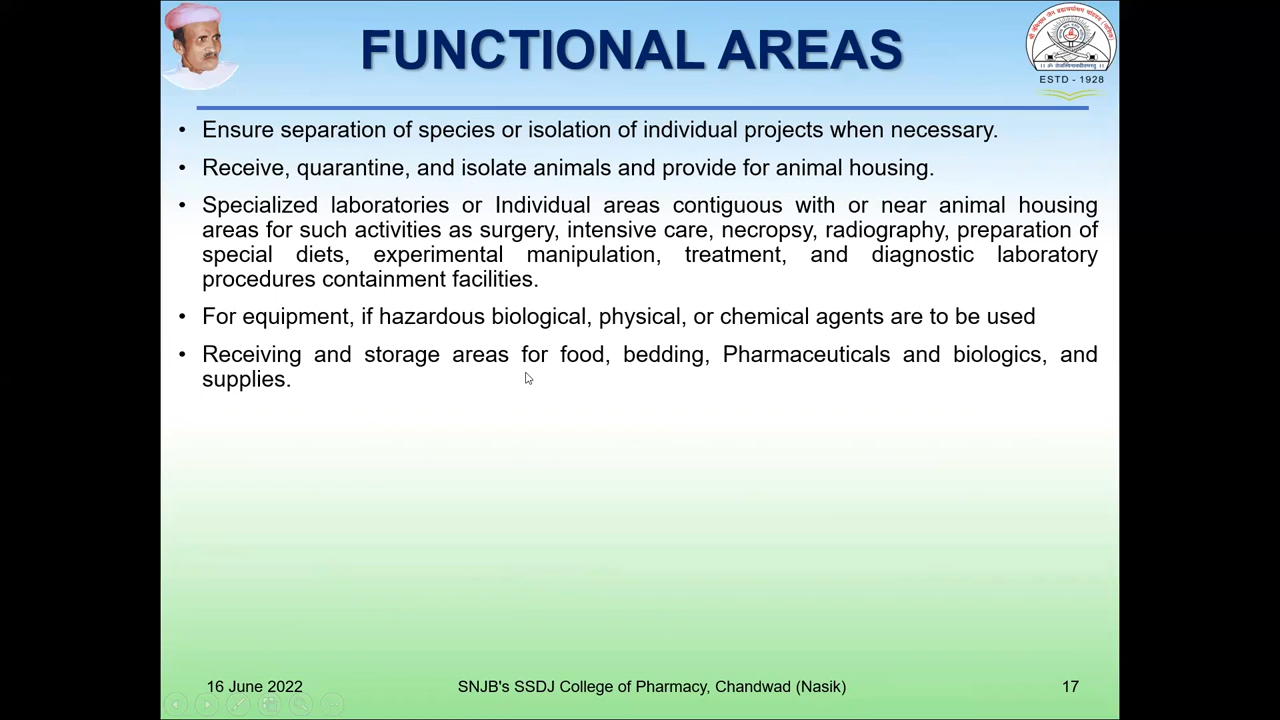 FUNCTIONAL AREAS
ESTD - 1928
• Ensure separation of species or isolation of individual projects when necessary.
• Receive, quarantine, and isolate animals and provide for animal housing.
• Specialized laboratories or Individual areas contiguous with or near animal housing
areas for such activities as surgery, intensive care, necropsy, radiography, preparation of
special diets, experimental manipulation, treatment, and diagnostic laboratory
procedures containment facilities.
• For equipment, if hazardous biological, physical, or chemical agents are to be used
• Receiving and storage areas for food, bedding, Pharmaceuticals and biologics, and
supplies.
16 June 2022
SNJB's SSDJ College of Pharmacy, Chandwad (Nasik)
17